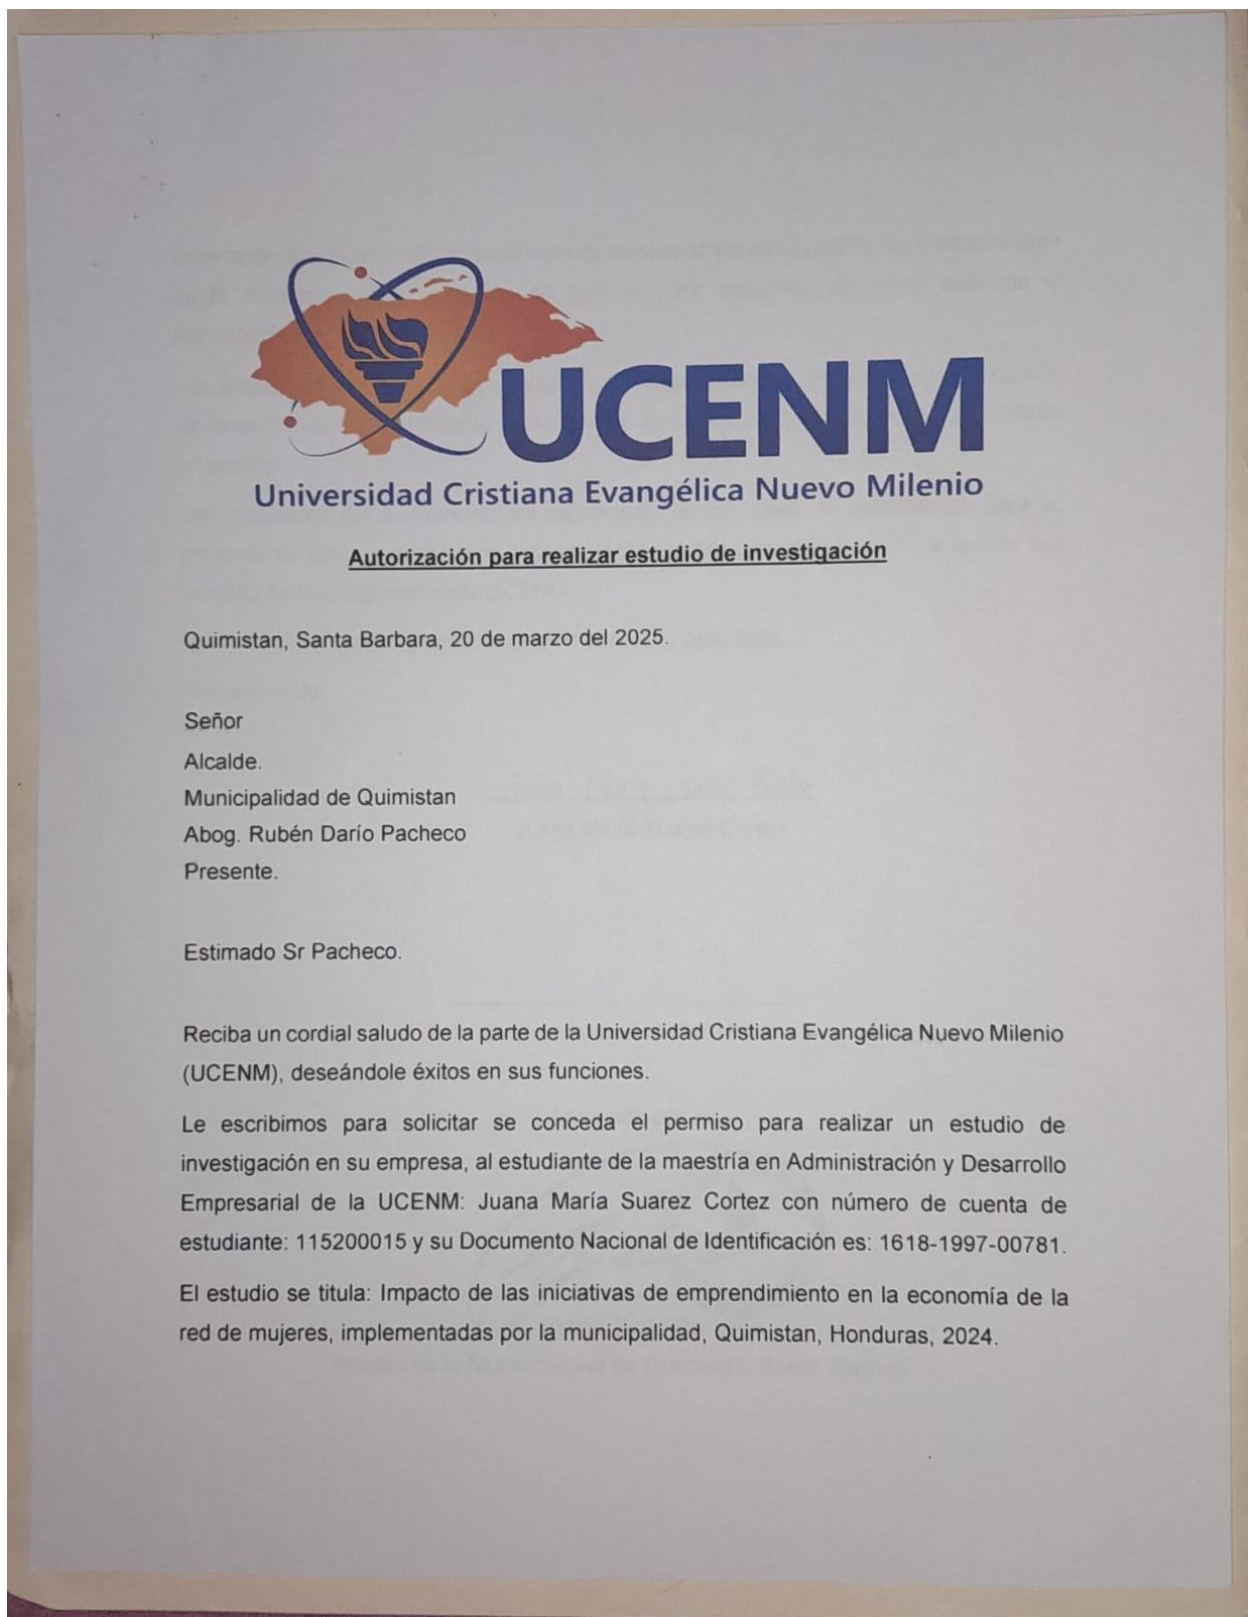 UCENM
Universidad Cristiana Evangélica Nuevo Milenio
Autorización para realizar estudio de investigación
Quimistan, Santa Barbara, 20 de marzo del 2025.
Señor
Alcalde.
Municipalidad de Quimistan
Abog. Rubén Darío Pacheco
Presente.
Estimado Sr Pacheco.
Reciba un cordial saludo de la parte de la Universidad Cristiana Evangélica Nuevo Milenio
(UCENM), deseándole éxitos en sus funciones.
Le escribimos para solicitar se conceda el permiso para realizar un estudio de
investigación en su empresa, al estudiante de la maestría en Administración y Desarrollo
Empresarial de la UCENM: Juana María Suarez Cortez con número de cuenta de
estudiante: 115200015 y su Documento Nacional de Identificación es: 1618-1997-00781.
El estudio se titula: Impacto de las iniciativas de emprendimiento en la economía de la
red de mujeres, implementadas por la municipalidad, Quimistan, Honduras, 2024.